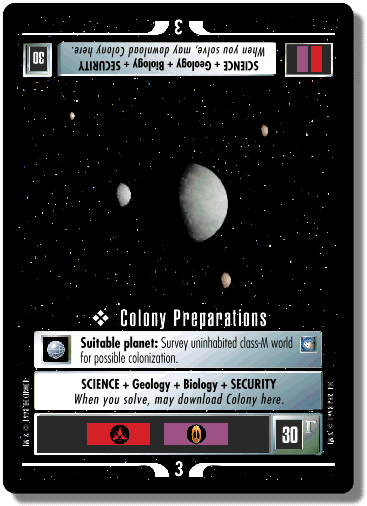 3
SCIENCE + Geology + Biology + SECURITY
When you solve, may download Colony here.
30
Colony Preparations
Suitable planet: Survey uninhabited class-M world
for possible colonization.
SCIENCE + Geology + Biology + SECURITY
When you solve, may download Colony here.
30 Γ
3